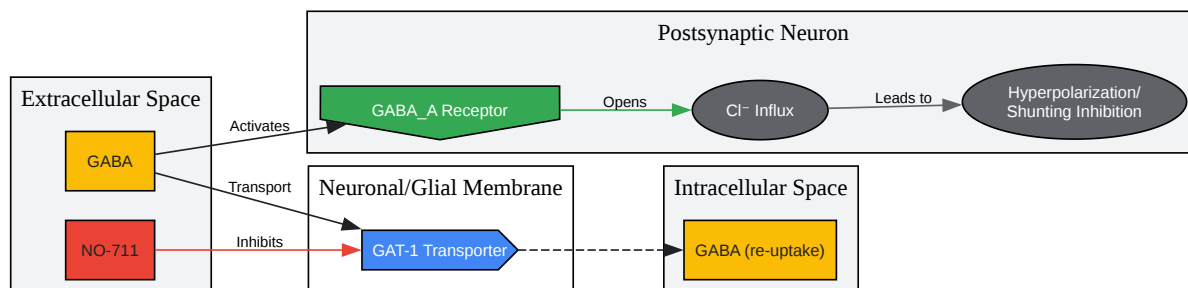 Postsynaptic Neuron
Extracellular Space
GABA_A Receptor
Opens
Cl⁻ Influx
Leads to
Hyperpolarization/
Shunting Inhibition
Activates
GABA
Transport
Neuronal/Glial Membrane
Intracellular Space
NO-711
Inhibits
GAT-1 Transporter
GABA (re-uptake)